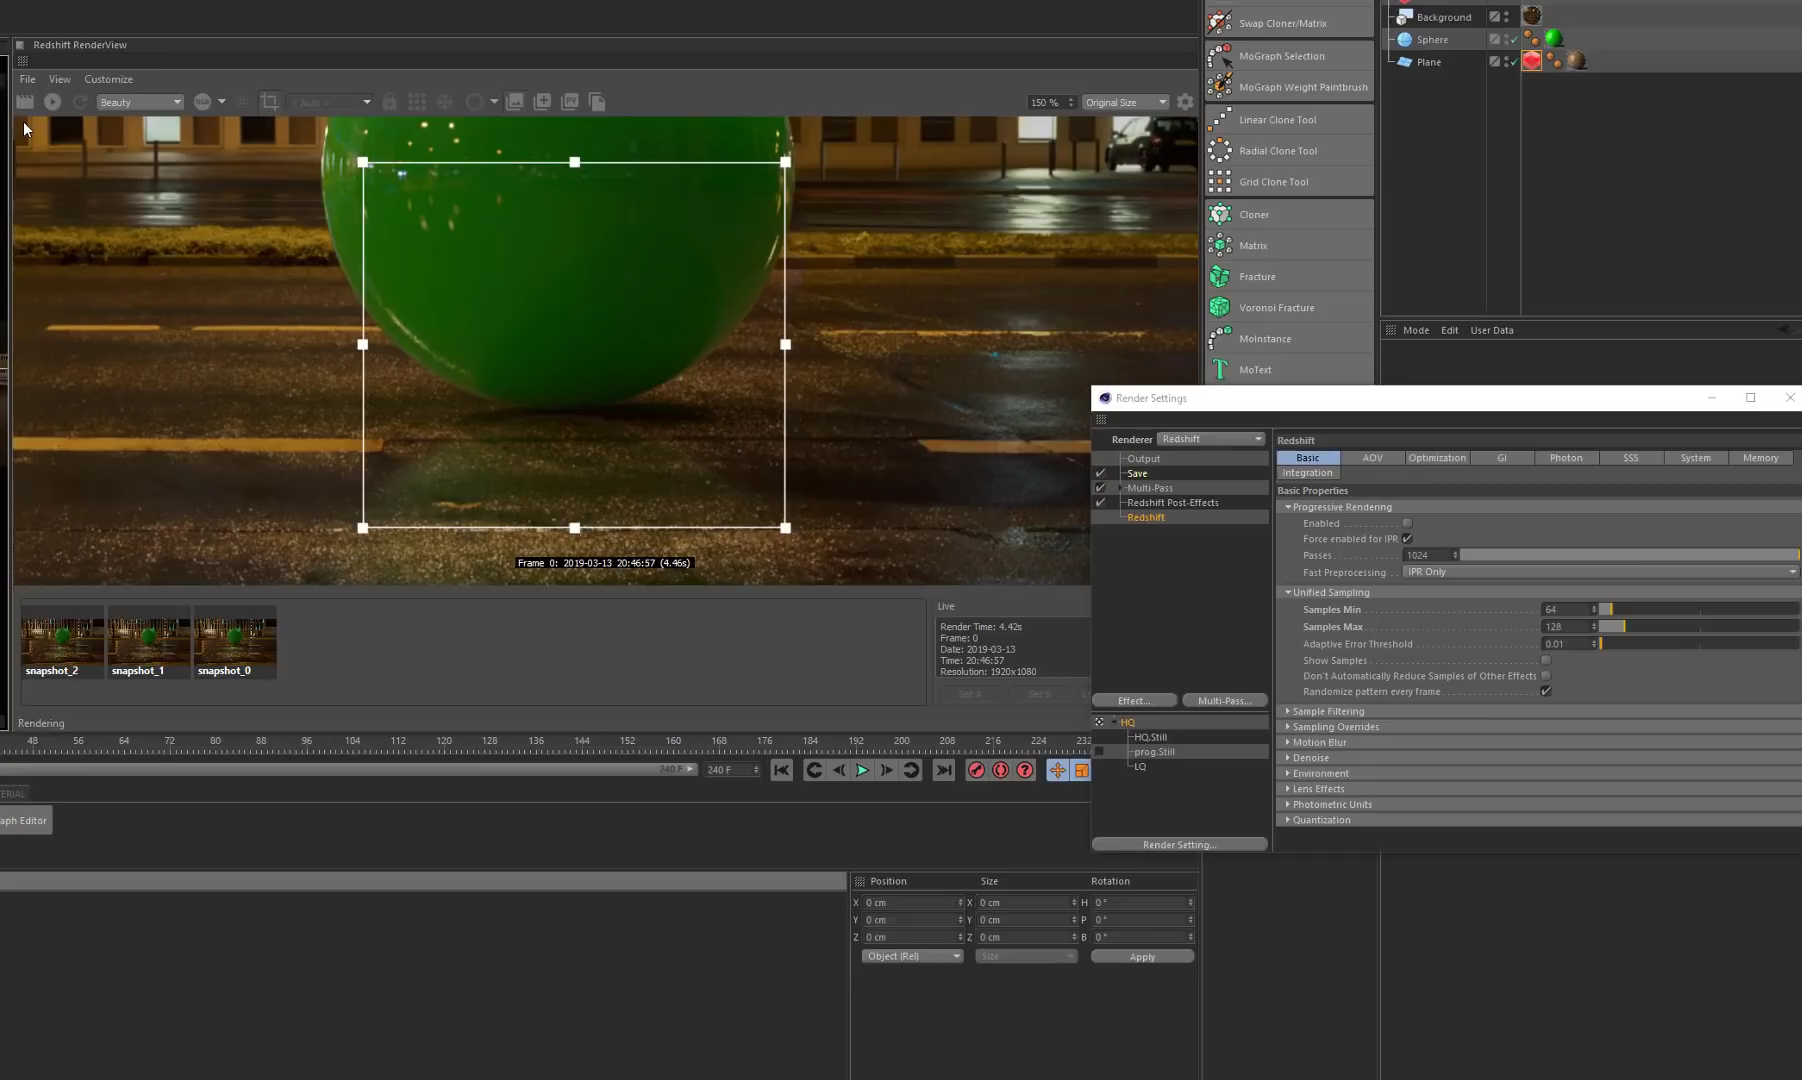 Redshift RenderView
File View Customize
Beauty
< Auto >
150 %
Original Size
Frame 0: 2019-03-13 20:46:57 (4.46s)
snapshot_2
snapshot_1
snapshot_0
Live
Render Time: 4.42s
Frame: 0
Date: 2019-03-13
Time: 20:46:57
Resolution: 1920x1080
Set A
Set B
Rendering
48 56 64 72 80 88 96 104 112 120 128 136 144 152 160 168 176 184 192 200 208 216 224 232
240 F
240 F
ERIAL
aph Editor
Position Size Rotation
X 0 cm X 0 cm H 0 °
Y 0 cm Y 0 cm P 0 °
Z 0 cm Z 0 cm B 0 °
Object (Rel) Size Apply
Swap Cloner/Matrix
MoGraph Selection
MoGraph Weight Paintbrush
Linear Clone Tool
Radial Clone Tool
Grid Clone Tool
Cloner
Matrix
Fracture
Voronoi Fracture
MoInstance
MoText
Background
Sphere
Plane
Mode Edit User Data
Render Settings
Renderer Redshift
Output
Save
Multi-Pass
Redshift Post-Effects
Redshift
Effect...
Multi-Pass...
HQ
HQ.Still
prog.Still
LQ
Render Setting...
Redshift
Basic AOV Optimization GI Photon SSS System Memory
Integration
Basic Properties
Progressive Rendering
Enabled
Force enabled for IPR
Passes 1024
Fast Preprocessing IPR Only
Unified Sampling
Samples Min 64
Samples Max 128
Adaptive Error Threshold 0.01
Show Samples
Don't Automatically Reduce Samples of Other Effects
Randomize pattern every frame
Sample Filtering
Sampling Overrides
Motion Blur
Denoise
Environment
Lens Effects
Photometric Units
Quantization